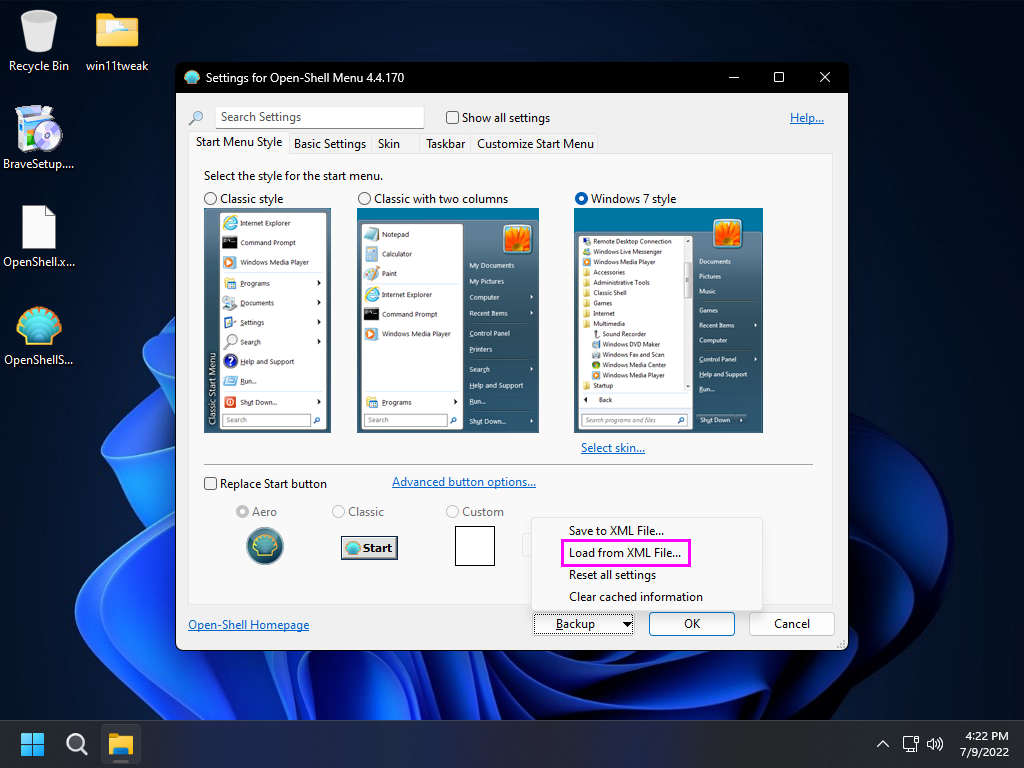 Recycle Bin
win11tweak
BraveSetup....
OpenShell.x...
OpenShellS...
Settings for Open-Shell Menu 4.4.170
Search Settings
Show all settings
Help...
Start Menu Style
Basic Settings
Skin
Taskbar
Customize Start Menu
Select the style for the start menu.
Classic style
Classic with two columns
Windows 7 style
Classic Start Menu
Internet Explorer
Command Prompt
Windows Media Player
Programs
Documents
Settings
Search
Help and Support
Run...
Shut Down...
Search
Notepad
Calculator
Paint
Internet Explorer
Command Prompt
Windows Media Player
Programs
Search
My Documents
My Pictures
Computer
Recent Items
Control Panel
Printers
Search
Help and Support
Run...
Shut Down...
Remote Desktop Connection
Windows Live Messenger
Windows Media Player
Accessories
Administrative Tools
Classic Shell
Games
Internet
Multimedia
Sound Recorder
Windows DVD Maker
Windows Fax and Scan
Windows Media Center
Windows Media Player
Startup
Back
Search programs and files
Documents
Pictures
Music
Games
Recent Items
Computer
Control Panel
Help and Support
Run...
Shut Down
Select skin...
Replace Start button
Advanced button options...
Aero
Classic
Custom
Start
Save to XML File...
Load from XML File...
Reset all settings
Clear cached information
Open-Shell Homepage
Backup
OK
Cancel
4:22 PM
7/9/2022